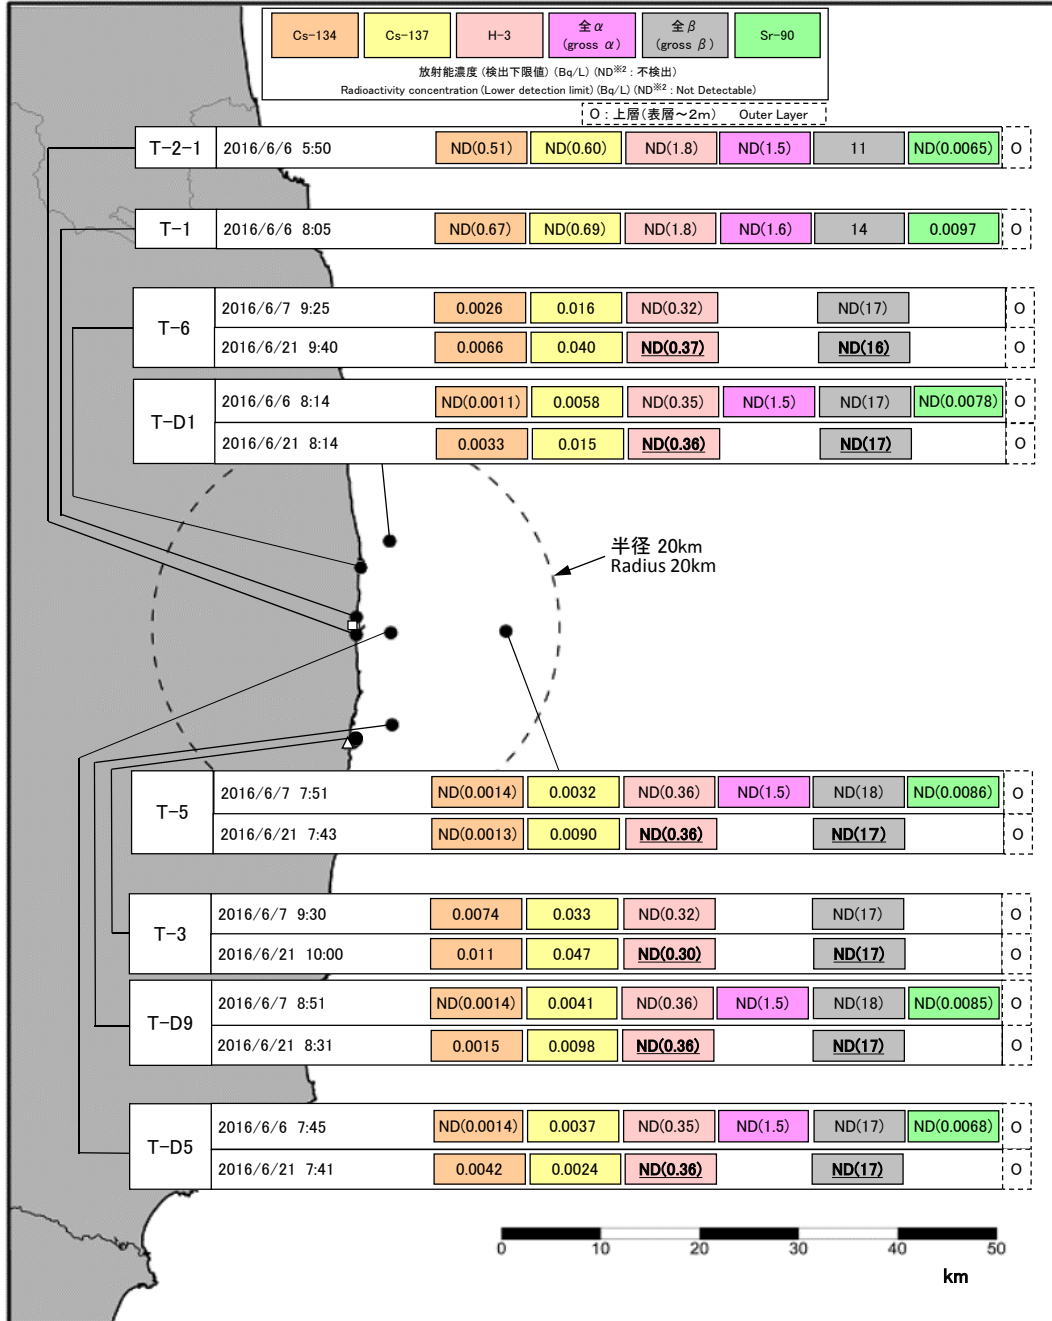 Cs-134 Cs-137 H-3 全α 全β Sr-90
(gross α) (gross β)
放射能濃度(検出下限値)(Bq/L)(ND※2:不検出)
Radioactivity concentration(Lower detection limit)(Bq/L)(ND※2:Not Detectable)
O:上層(表層~2m) Outer Layer
T-2-1 2016/6/6 5:50 ND(0.51) ND(0.60) ND(1.8) ND(1.5) 11 ND(0.0065) O
T-1 2016/6/6 8:05 ND(0.67) ND(0.69) ND(1.8) ND(1.6) 14 0.0097 O
T-6
2016/6/7 9:25 0.0026 0.016 ND(0.32) ND(17) O
2016/6/21 9:40 0.0066 0.040 ND(0.37) ND(16) O
T-D1
2016/6/6 8:14 ND(0.0011) 0.0058 ND(0.35) ND(1.5) ND(17) ND(0.0078) O
2016/6/21 8:14 0.0033 0.015 ND(0.36) ND(17) O
半径 20km
Radius 20km
T-5
2016/6/7 7:51 ND(0.0014) 0.0032 ND(0.36) ND(1.5) ND(18) ND(0.0086) O
2016/6/21 7:43 ND(0.0013) 0.0090 ND(0.36) ND(17) O
T-3
2016/6/7 9:30 0.0074 0.033 ND(0.32) ND(17) O
2016/6/21 10:00 0.011 0.047 ND(0.30) ND(17) O
T-D9
2016/6/7 8:51 ND(0.0014) 0.0041 ND(0.36) ND(1.5) ND(18) ND(0.0085) O
2016/6/21 8:31 0.0015 0.0098 ND(0.36) ND(17) O
T-D5
2016/6/6 7:45 ND(0.0014) 0.0037 ND(0.35) ND(1.5) ND(17) ND(0.0068) O
2016/6/21 7:41 0.0042 0.0024 ND(0.36) ND(17) O
0 10 20 30 40 50
km